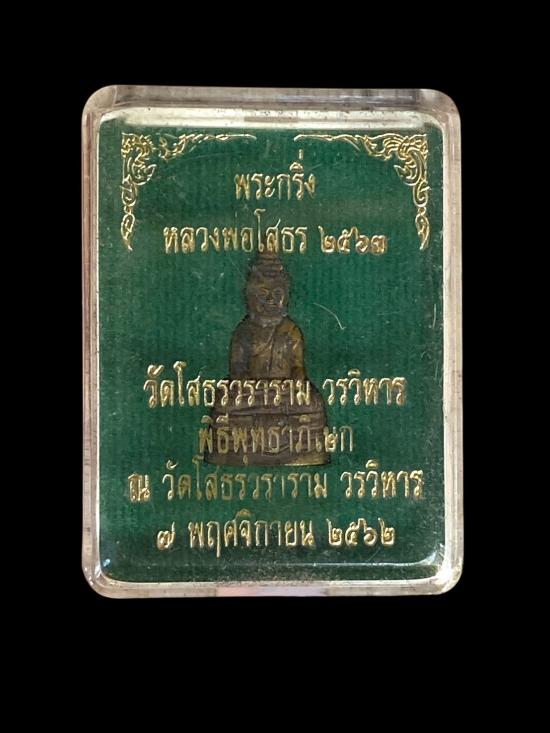 พระกริ่ง
หลวงพ่อโสธร ๒๕๖๓
วัดโสธรวราราม วรวิหาร
พิธีพุทธาภิเษก
ณ วัดโสธรวราราม วรวิหาร
๗ พฤศจิกายน ๒๕๖๒